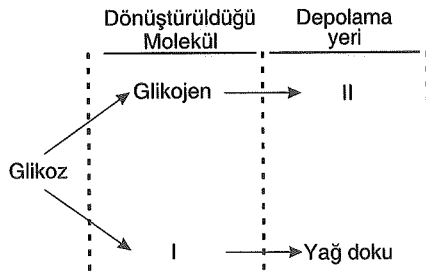 Dönüştürüldüğü Depolama
Molekül yeri
Glikojen II
Glikoz
I Yağ doku